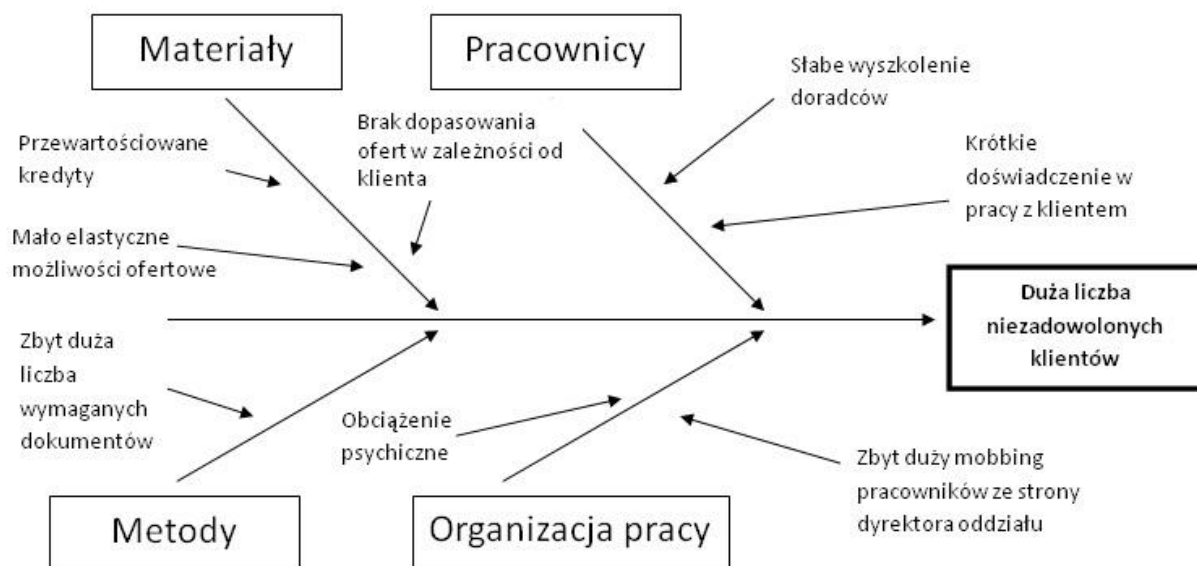 Materiały
Pracownicy
Słabe wyszkolenie
doradców
Brak dopasowania
ofert w zależności od
klienta
Przewartościowane
kredyty
Krótkie
doświadczenie w
pracy z klientem
Mało elastyczne
możliwości ofertowe
Duża liczba
niezadowolonych
klientów
Zbyt duża
liczba
wymaganych
dokumentów
Obciążenie
psychiczne
Zbyt duży mobbing
pracowników ze strony
dyrektora oddziału
Metody
Organizacja pracy